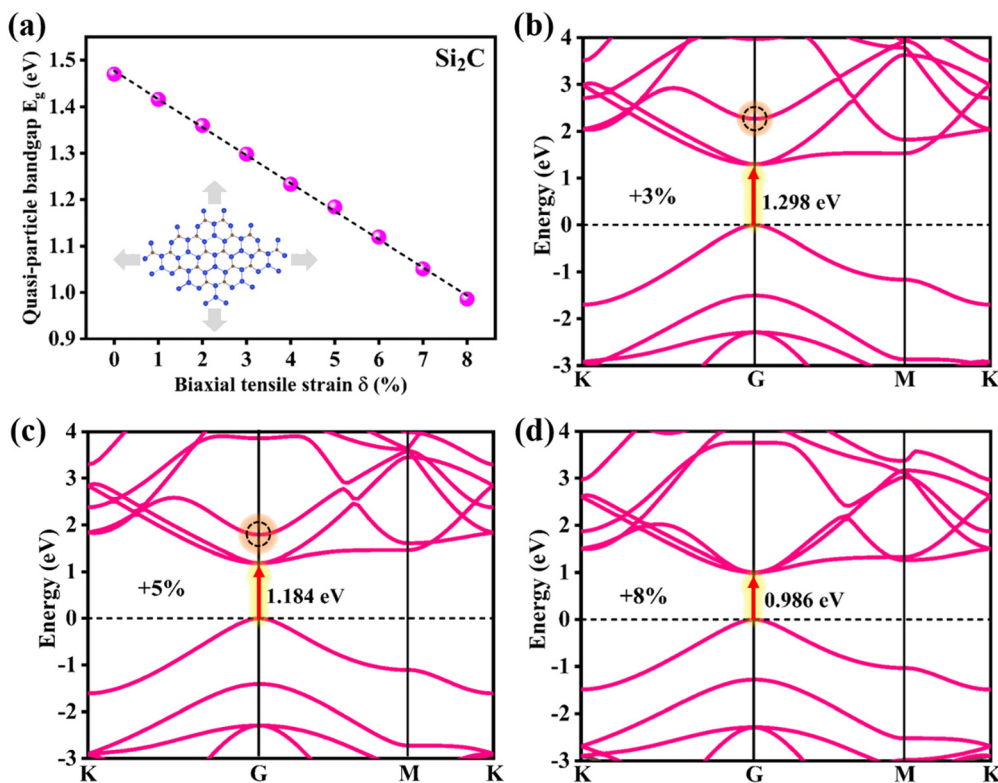 (a)
Si₂C
Quasi-particle bandgap E_g (eV)
1.5
1.4
1.3
1.2
1.1
1.0
0.9
0 1 2 3 4 5 6 7 8
Biaxial tensile strain δ (%)
(b)
Energy (eV)
4
3
2
1
0
-1
-2
-3
+3%
1.298 eV
K G M K
(c)
Energy (eV)
4
3
2
1
0
-1
-2
-3
+5%
1.184 eV
K G M K
(d)
Energy (eV)
4
3
2
1
0
-1
-2
-3
+8%
0.986 eV
K G M K